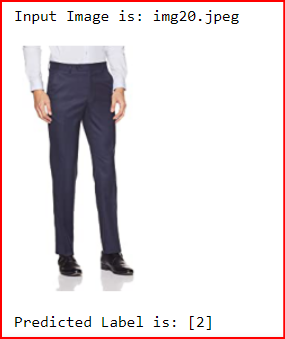 Input Image is: img20.jpeg
Predicted Label is: [2]